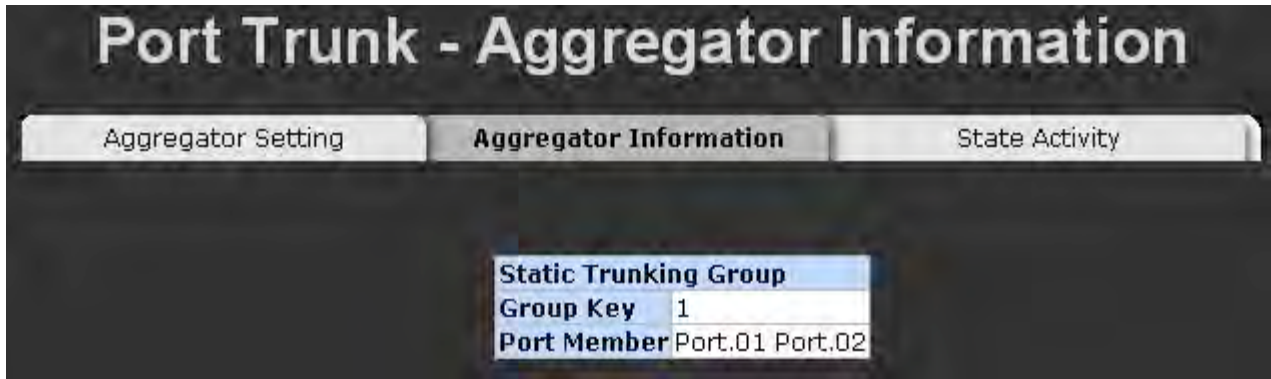 Port Trunk - Aggregator Information
Aggregator Setting Aggregator Information State Activity
Static Trunking Group
Group Key 1
Port Member Port.01 Port.02